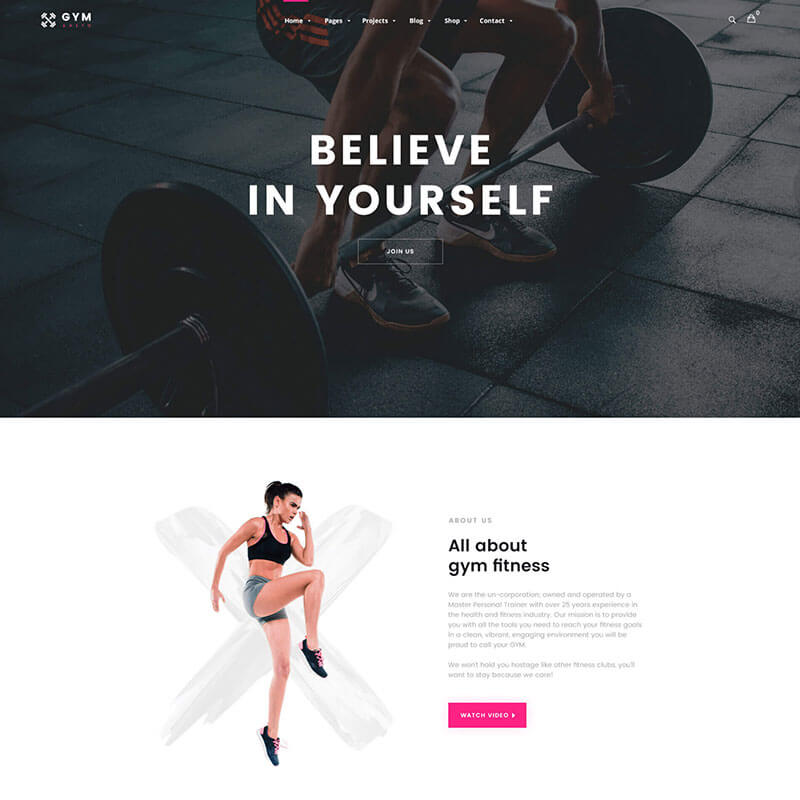 GYM
Home
Pages
Projects
Blog
Shop
Contact
0
BELIEVE
IN YOURSELF
JOIN US
ABOUT US
All about
gym fitness
We are the un-corporation; owned and operated by a
Master Personal Trainer with over 25 years experience in
the health and fitness industry. Our mission is to provide
you with all the tools you need to reach your fitness goals
in a clean, vibrant, engaging environment you will be
proud to call your GYM.
We won't hold you hostage like other fitness clubs, you'll
want to stay because we care!
WATCH VIDEO